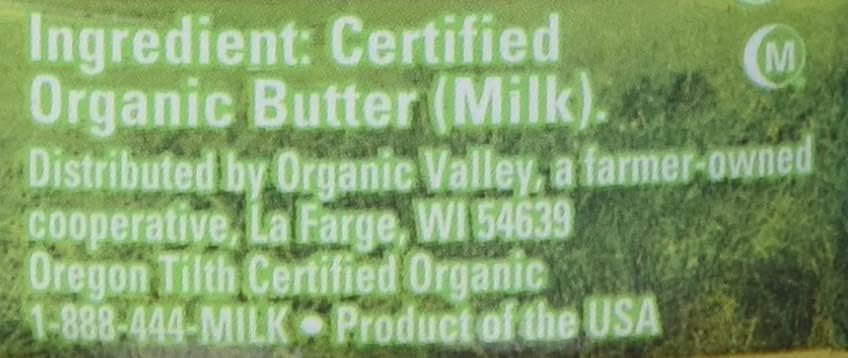 Ingredient: Certified
Organic Butter (Milk).
M
Distributed by Organic Valley, a farmer-owned
cooperative, La Farge, WI 54639
Oregon Tilth Certified Organic
1-888-444-MILK • Product of the USA